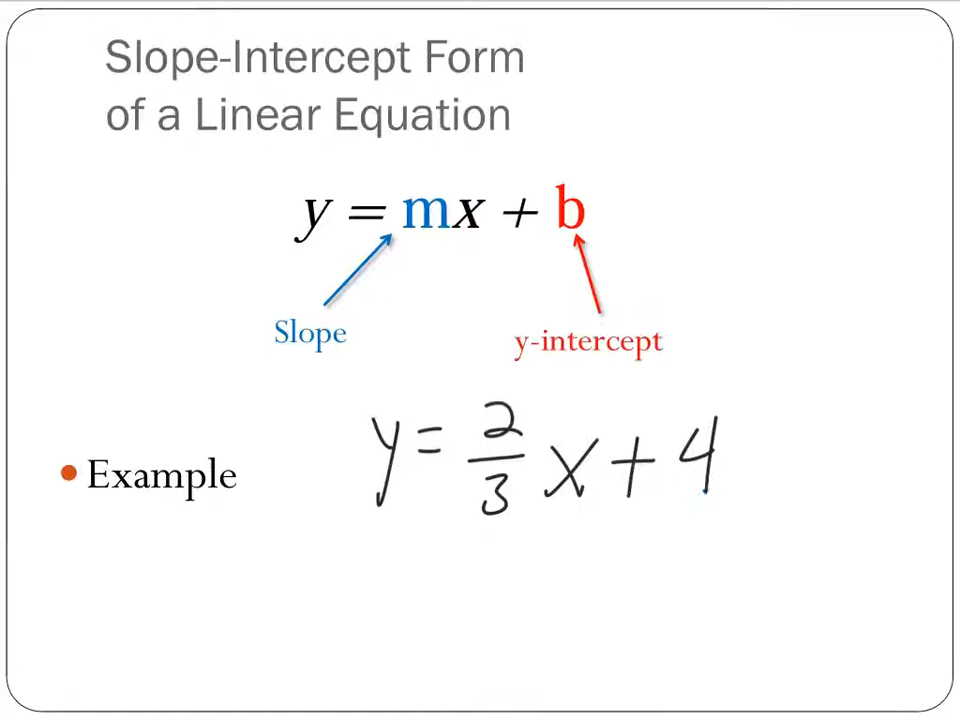 Slope-Intercept Form
of a Linear Equation
y = mx + b
Slope
y-intercept
• Example
y = 2/3 x + 4